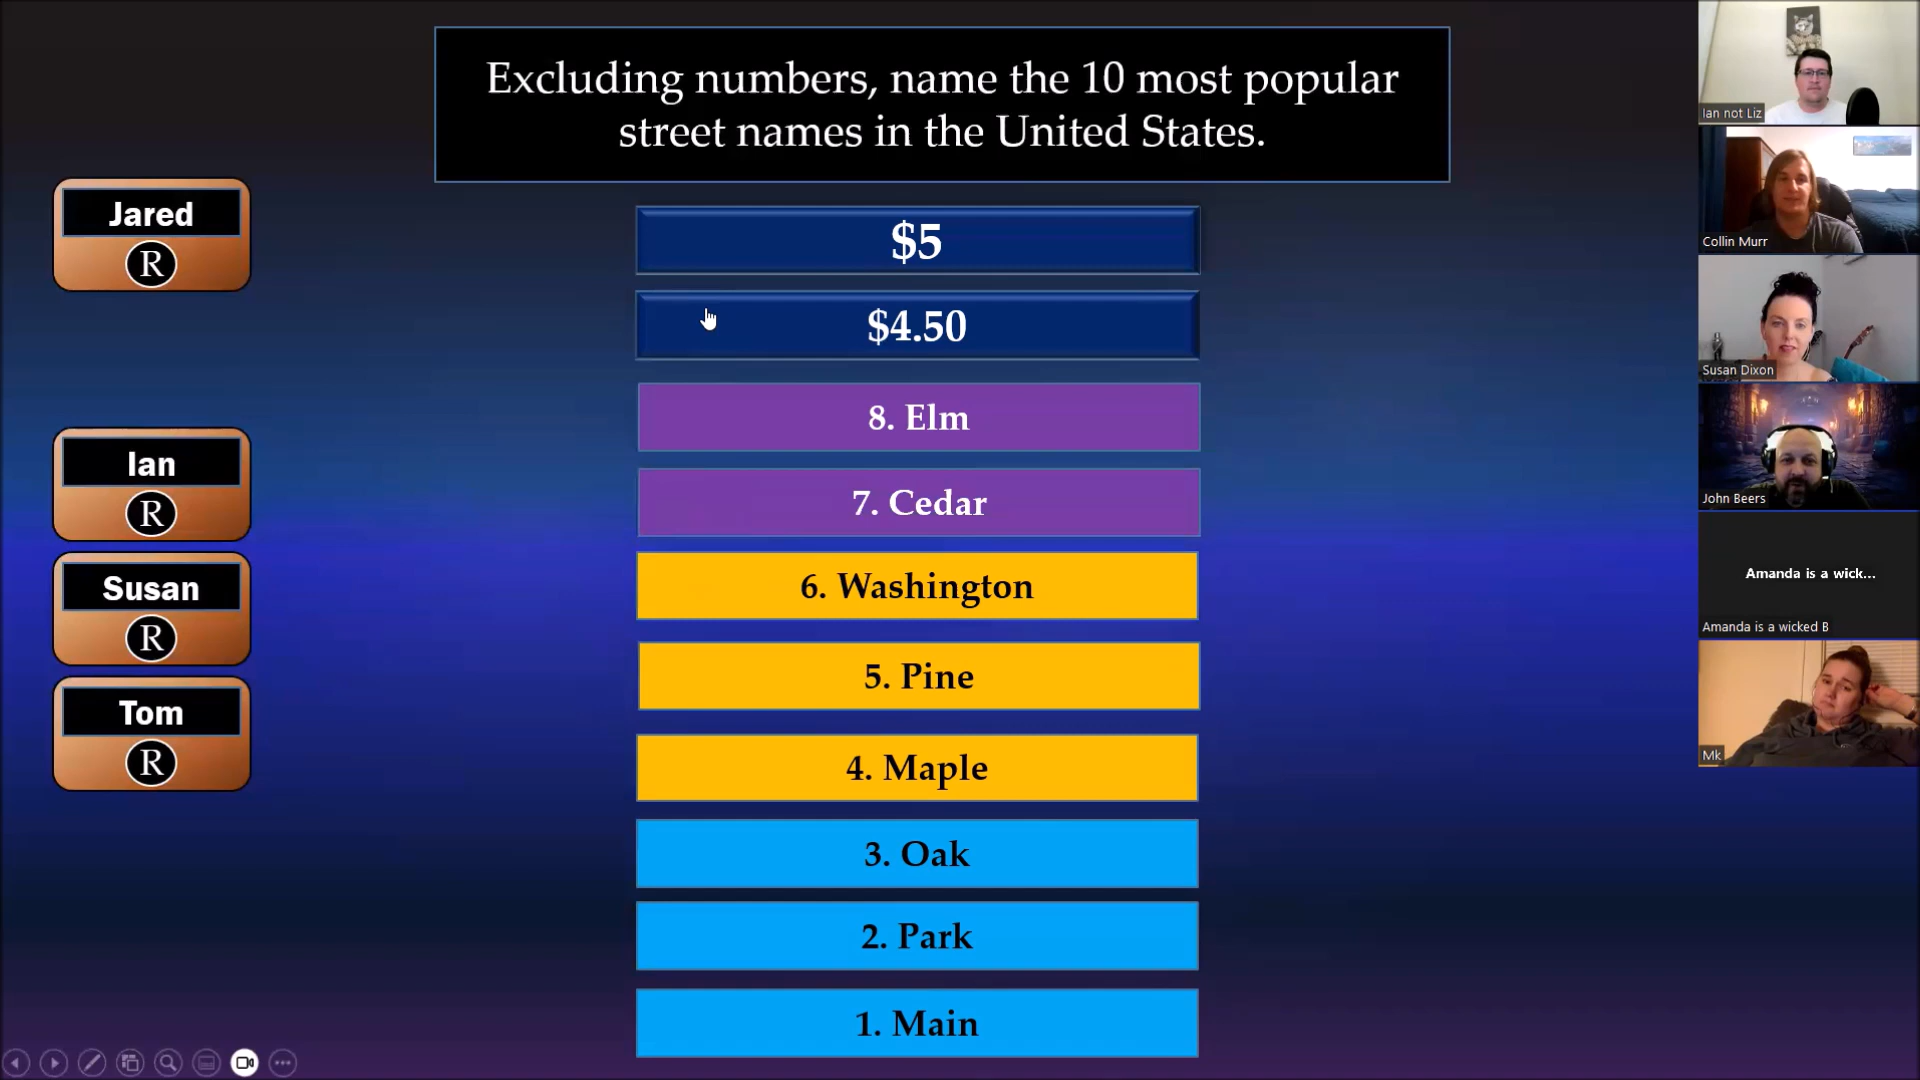 Excluding numbers, name the 10 most popular
street names in the United States.
Jared
R
Ian
R
Susan
R
Tom
R
$5
$4.50
8. Elm
7. Cedar
6. Washington
5. Pine
4. Maple
3. Oak
2. Park
1. Main
Ian not Liz
Collin Murr
Susan Dixon
John Beers
Amanda is a wick...
Amanda is a wicked B
Mk